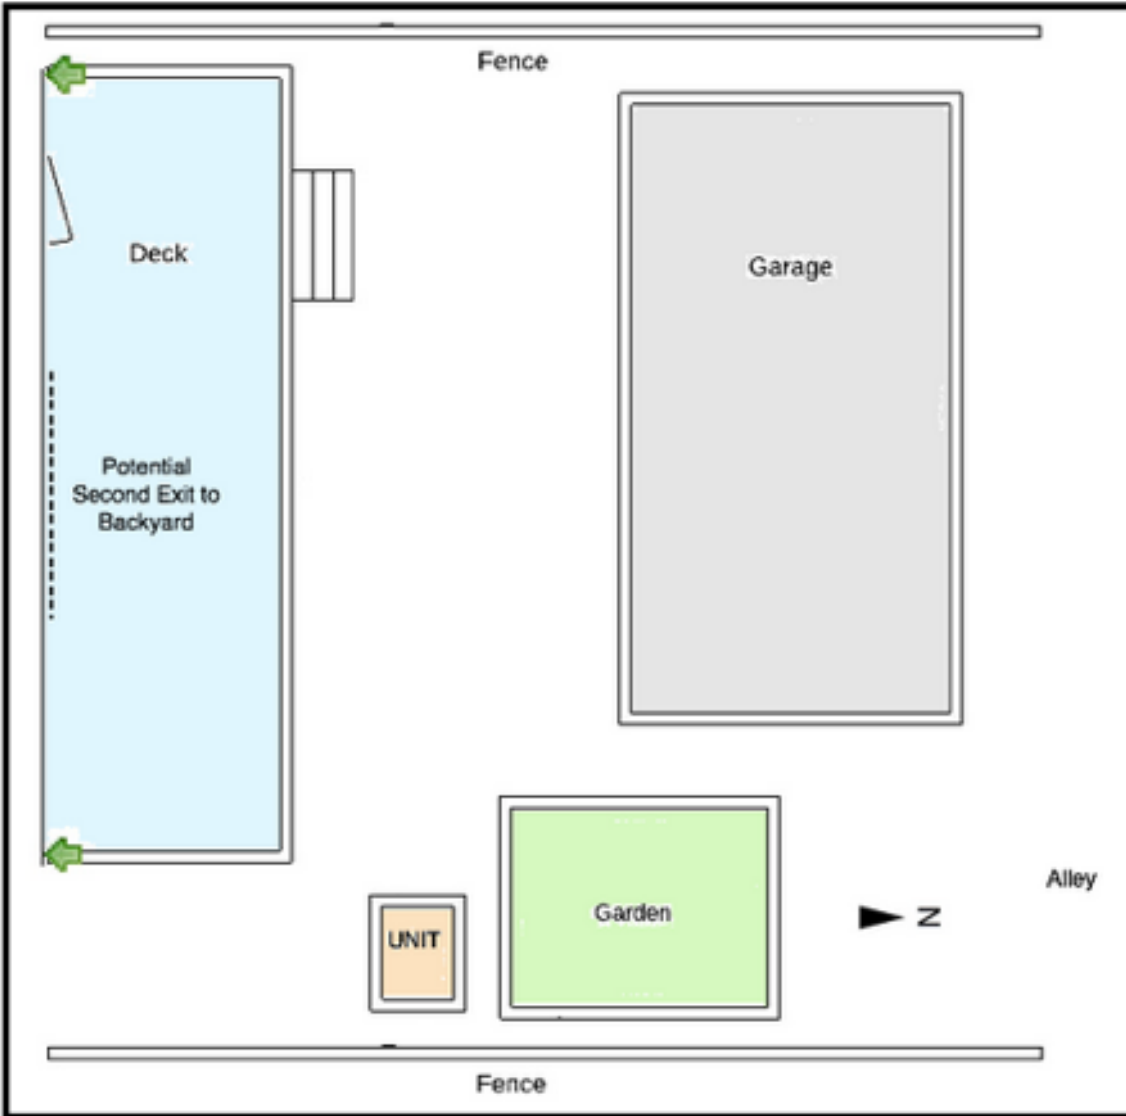 Fence
Deck
Garage
Potential
Second Exit to
Backyard
Alley
Garden
N
UNIT
Fence